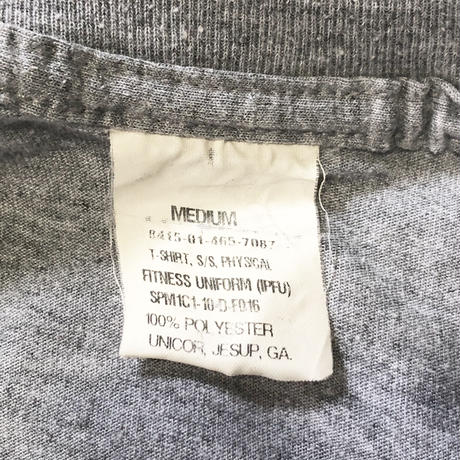 MEDIUM
8415-01-465-7087
T-SHIRT, S/S, PHYSICAL
FITNESS UNIFORM (IPFU)
SPM1C1-10-D-F016
100% POLYESTER
UNICOR, JESUP, GA.